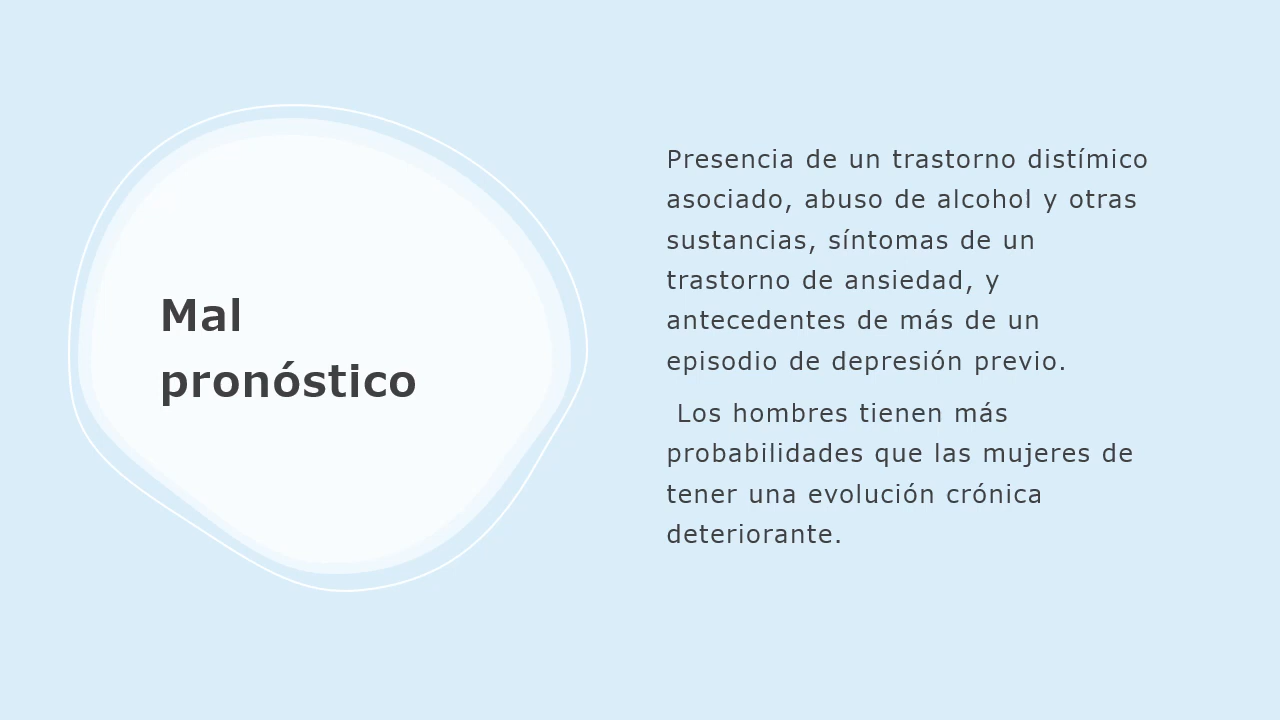 Mal
pronóstico
Presencia de un trastorno distímico
asociado, abuso de alcohol y otras
sustancias, síntomas de un
trastorno de ansiedad, y
antecedentes de más de un
episodio de depresión previo.
Los hombres tienen más
probabilidades que las mujeres de
tener una evolución crónica
deteriorante.